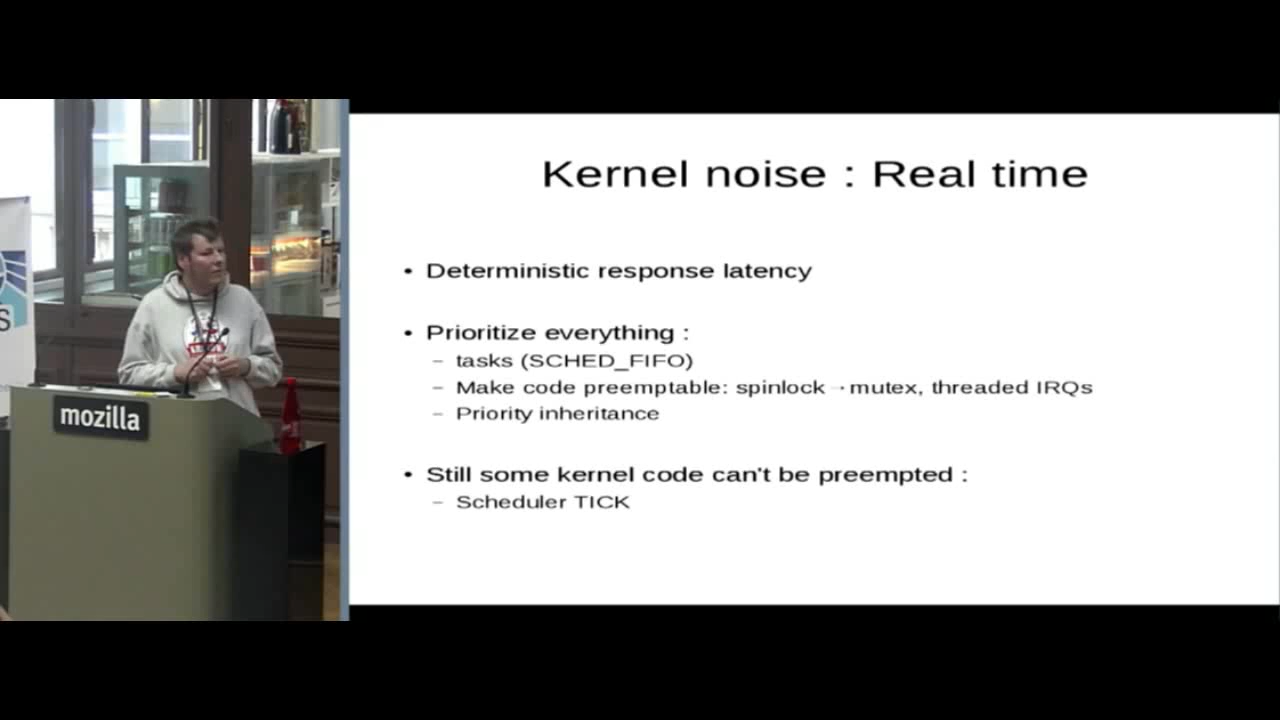 Kernel noise : Real time
• Deterministic response latency
• Prioritize everything :
– tasks (SCHED_FIFO)
– Make code preemptable: spinlock → mutex, threaded IRQs
– Priority inheritance
• Still some kernel code can't be preempted :
– Scheduler TICK
mozilla
S